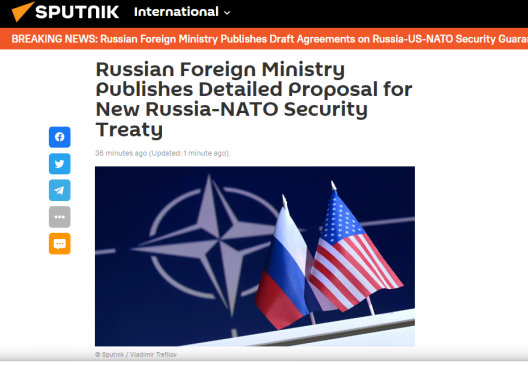 SPUTNIK International
BREAKING NEWS: Russian Foreign Ministry Publishes Draft Agreements on Russia-US-NATO Security Guara
Russian Foreign Ministry
Publishes Detailed Proposal for
New Russia-NATO Security
Treaty
36 minutes ago (Updated: 1 minute ago)
© Sputnik / Vladimir Trefilov